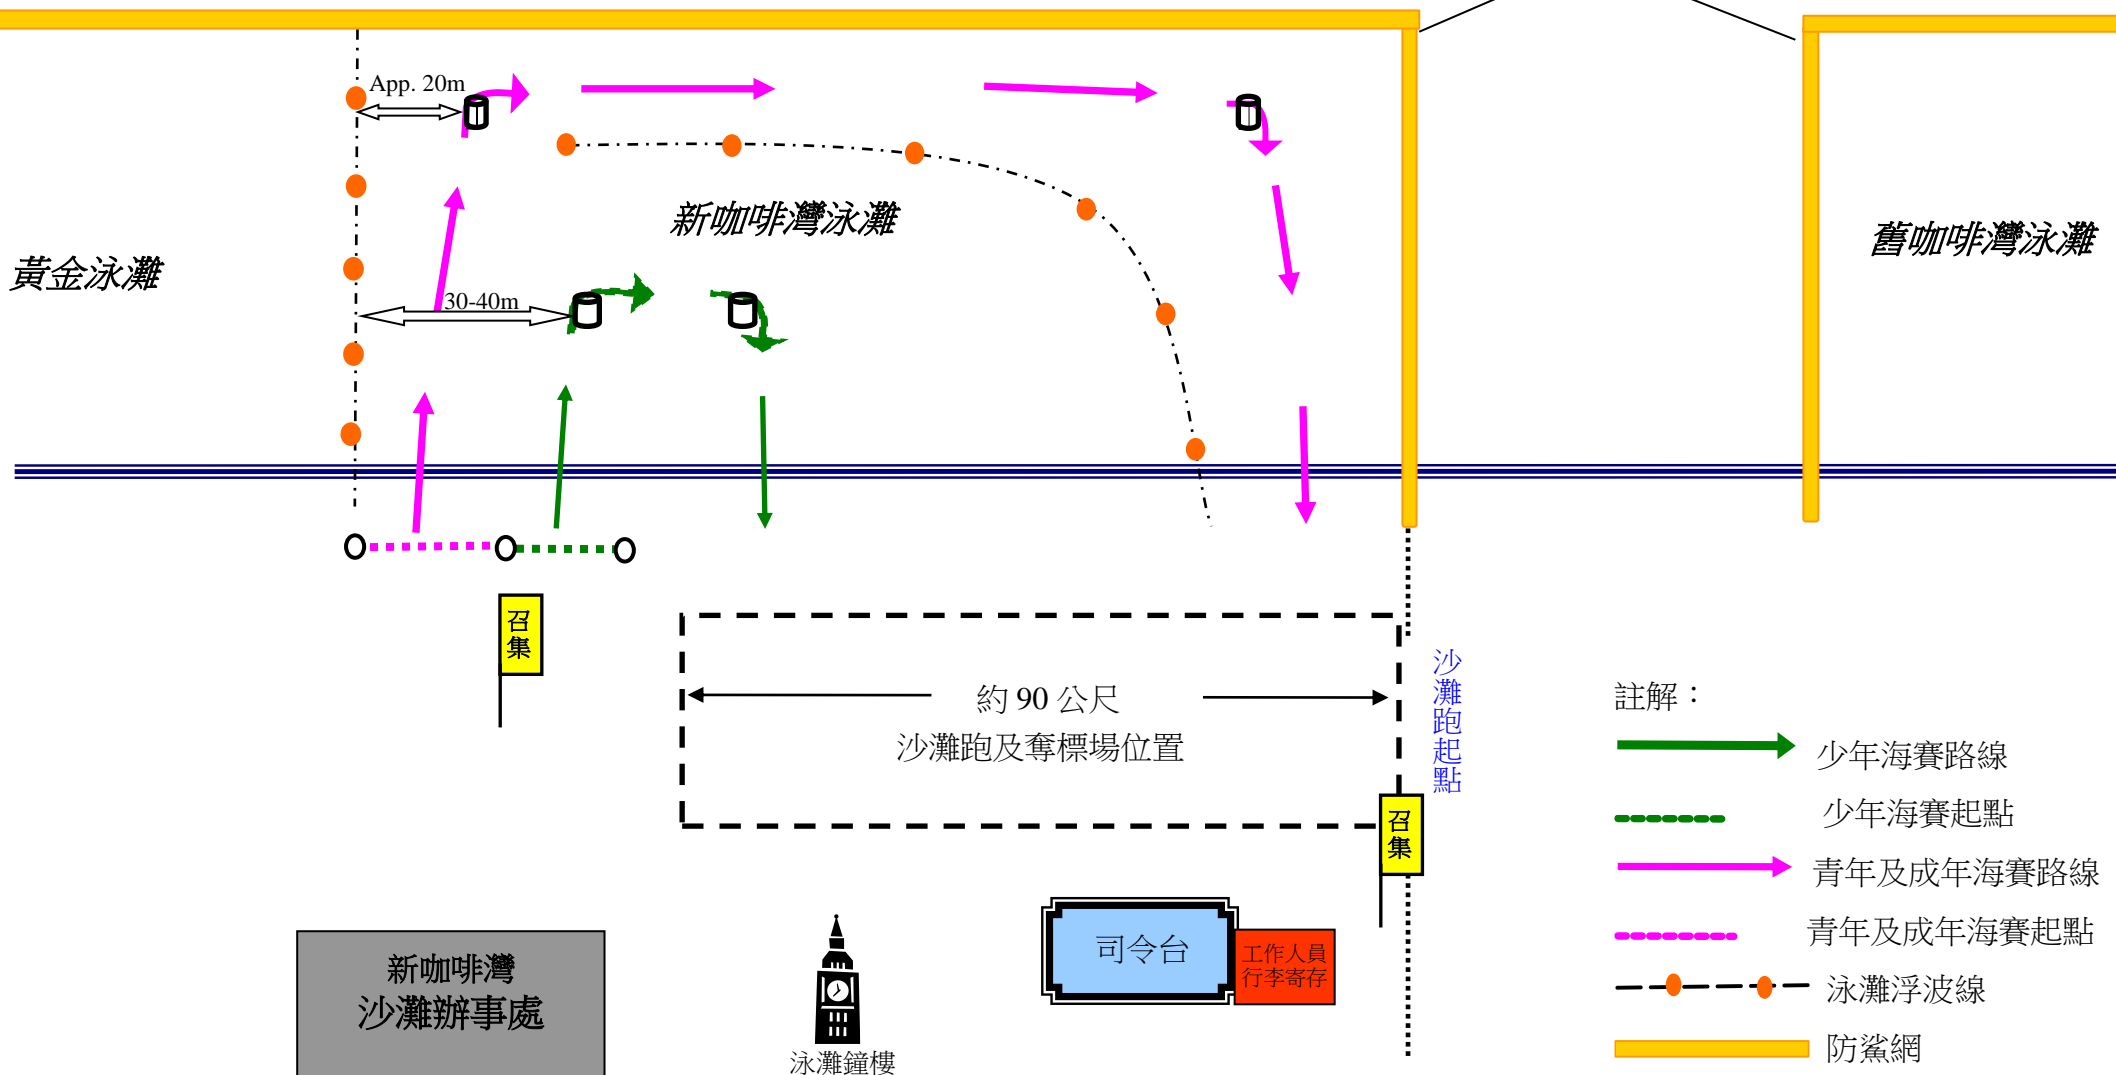 App. 20m
新咖啡灣泳灘
舊咖啡灣泳灘
黃金泳灘
30-40m
召集
沙灘跑起點
約 90 公尺
沙灘跑及奪標場位置
召集
註解：
少年海賽路線
少年海賽起點
青年及成年海賽路線
青年及成年海賽起點
泳灘浮波線
防鯊網
新咖啡灣
沙灘辦事處
泳灘鐘樓
司令台
工作人員
行李寄存